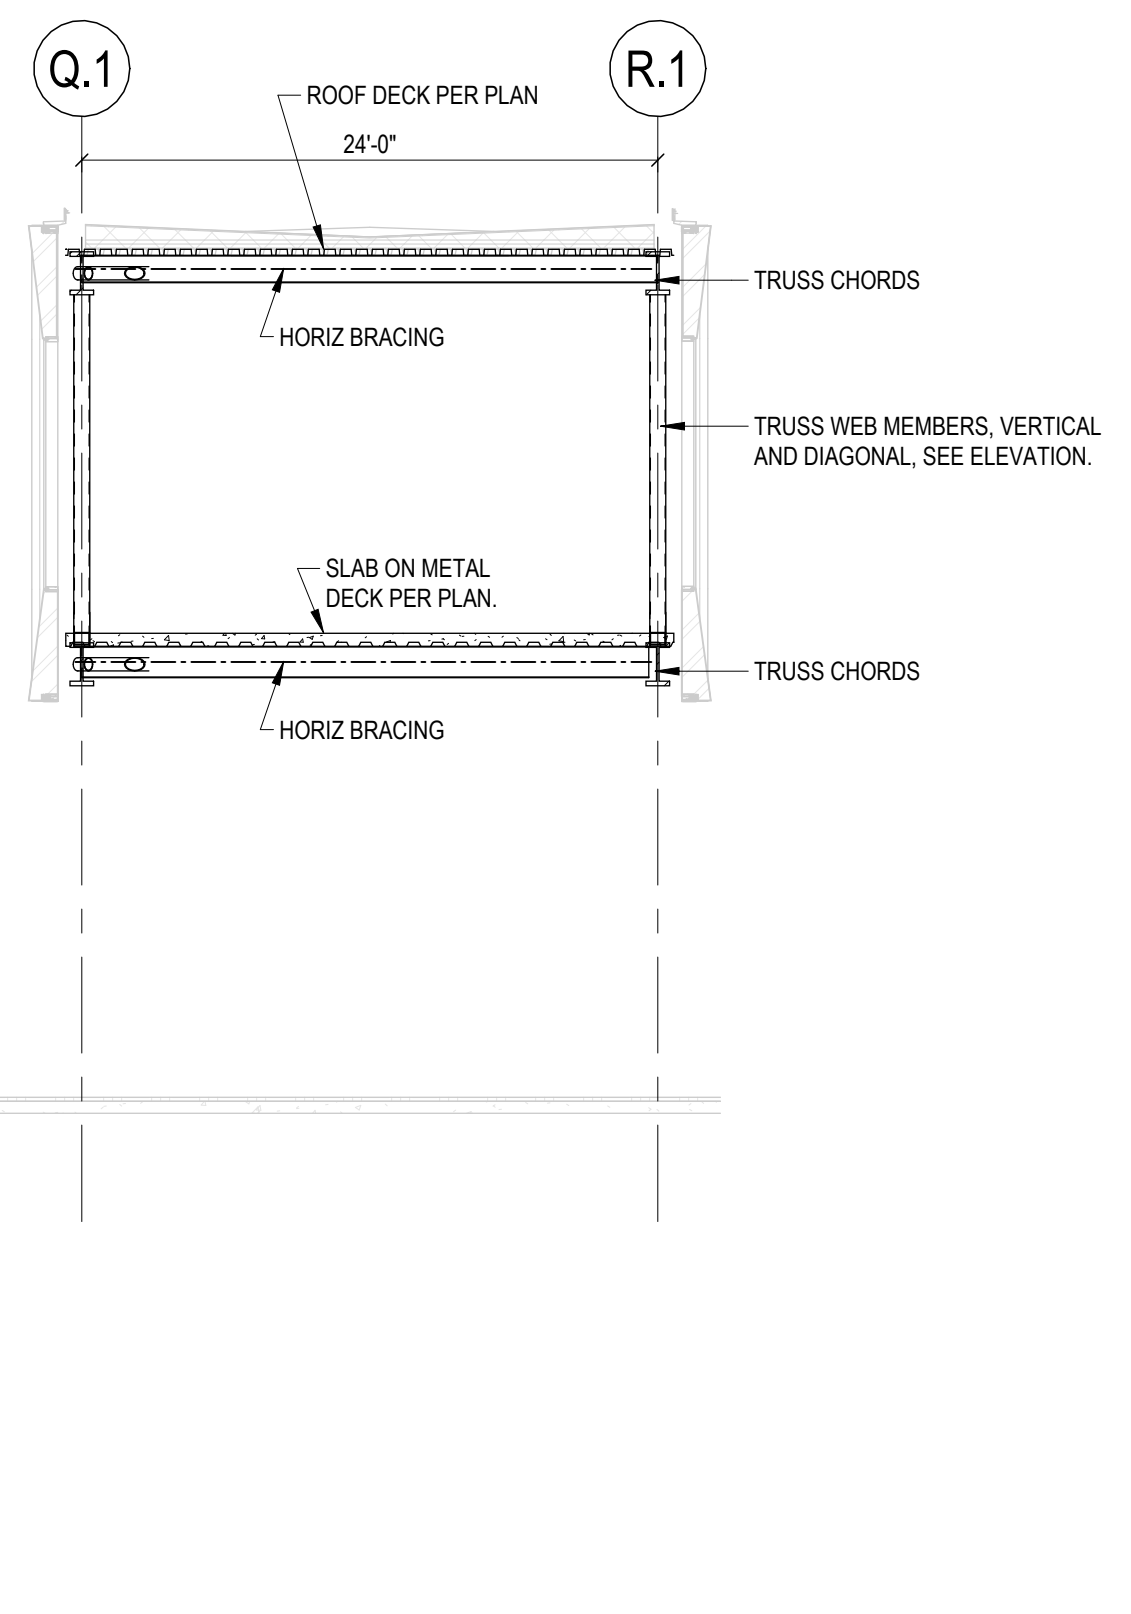 Q.1
R.1
ROOF DECK PER PLAN
24'-0"
TRUSS CHORDS
HORIZ BRACING
TRUSS WEB MEMBERS, VERTICAL
AND DIAGONAL, SEE ELEVATION.
SLAB ON METAL
DECK PER PLAN.
TRUSS CHORDS
HORIZ BRACING